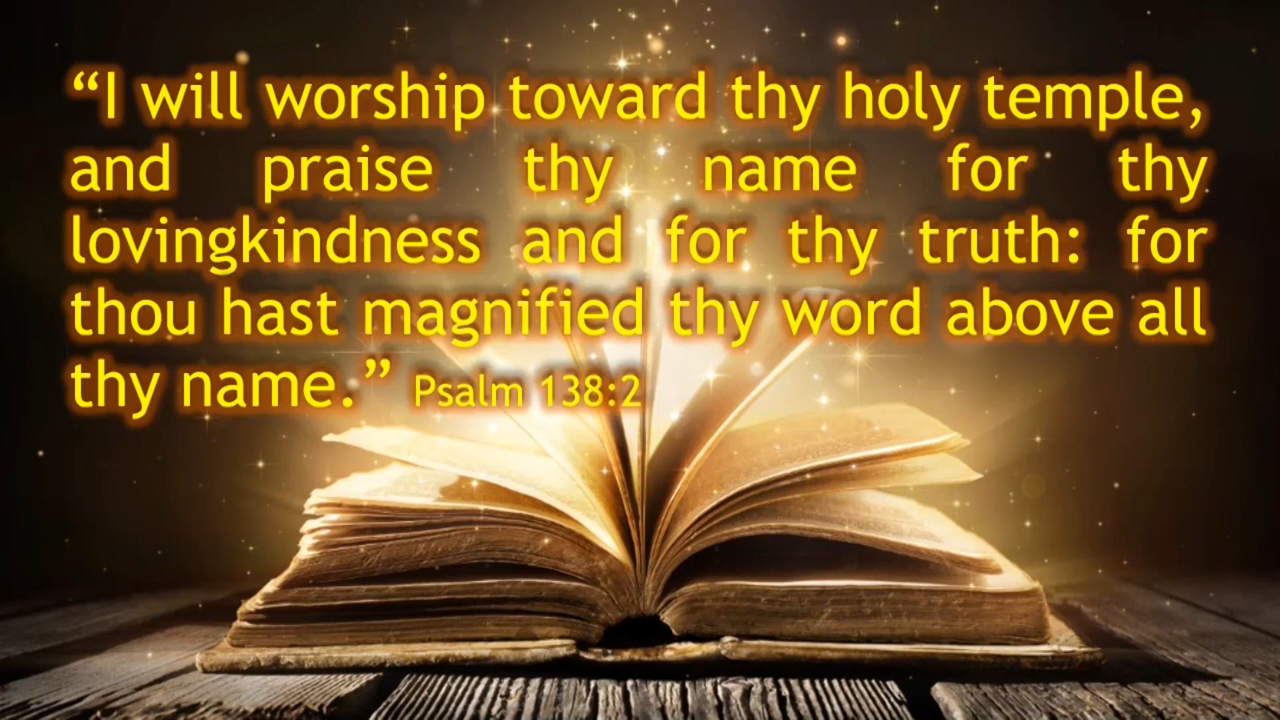 “I will worship toward thy holy temple,
and praise thy name for thy
lovingkindness and for thy truth: for
thou hast magnified thy word above all
thy name.” Psalm 138:2